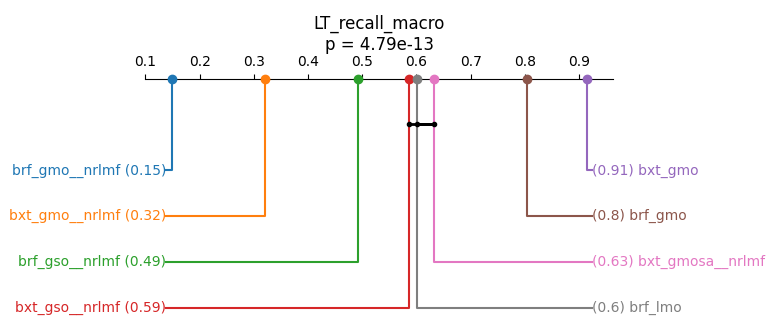 LT_recall_macro
p = 4.79e-13
0.1 0.2 0.3 0.4 0.5 0.6 0.7 0.8 0.9
brf_gmo__nrlmf (0.15) (0.91) bxt_gmo
bxt_gmo__nrlmf (0.32) (0.8) brf_gmo
brf_gso__nrlmf (0.49) (0.63) bxt_gmosa__nrlmf
bxt_gso__nrlmf (0.59) (0.6) brf_lmo